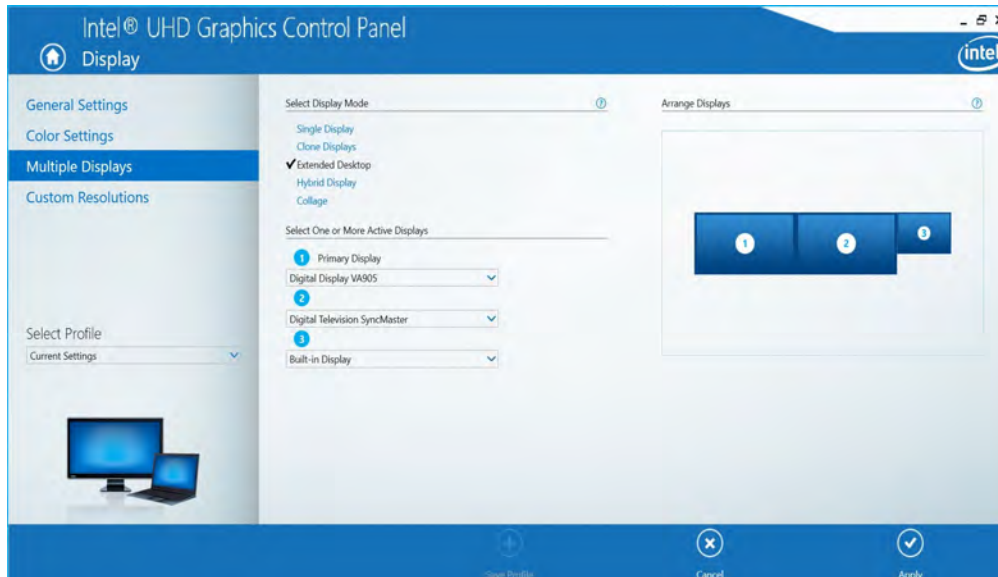 Intel® UHD Graphics Control Panel
Display
intel
General Settings
Color Settings
Multiple Displays
Custom Resolutions
Select Profile
Current Settings
Select Display Mode
Single Display
Clone Displays
Extended Desktop
Hybrid Display
Collage
Select One or More Active Displays
1 Primary Display
Digital Display VA905
2
Digital Television SyncMaster
3
Built-in Display
Arrange Displays
1 2 3
Save Profile
Cancel
Apply